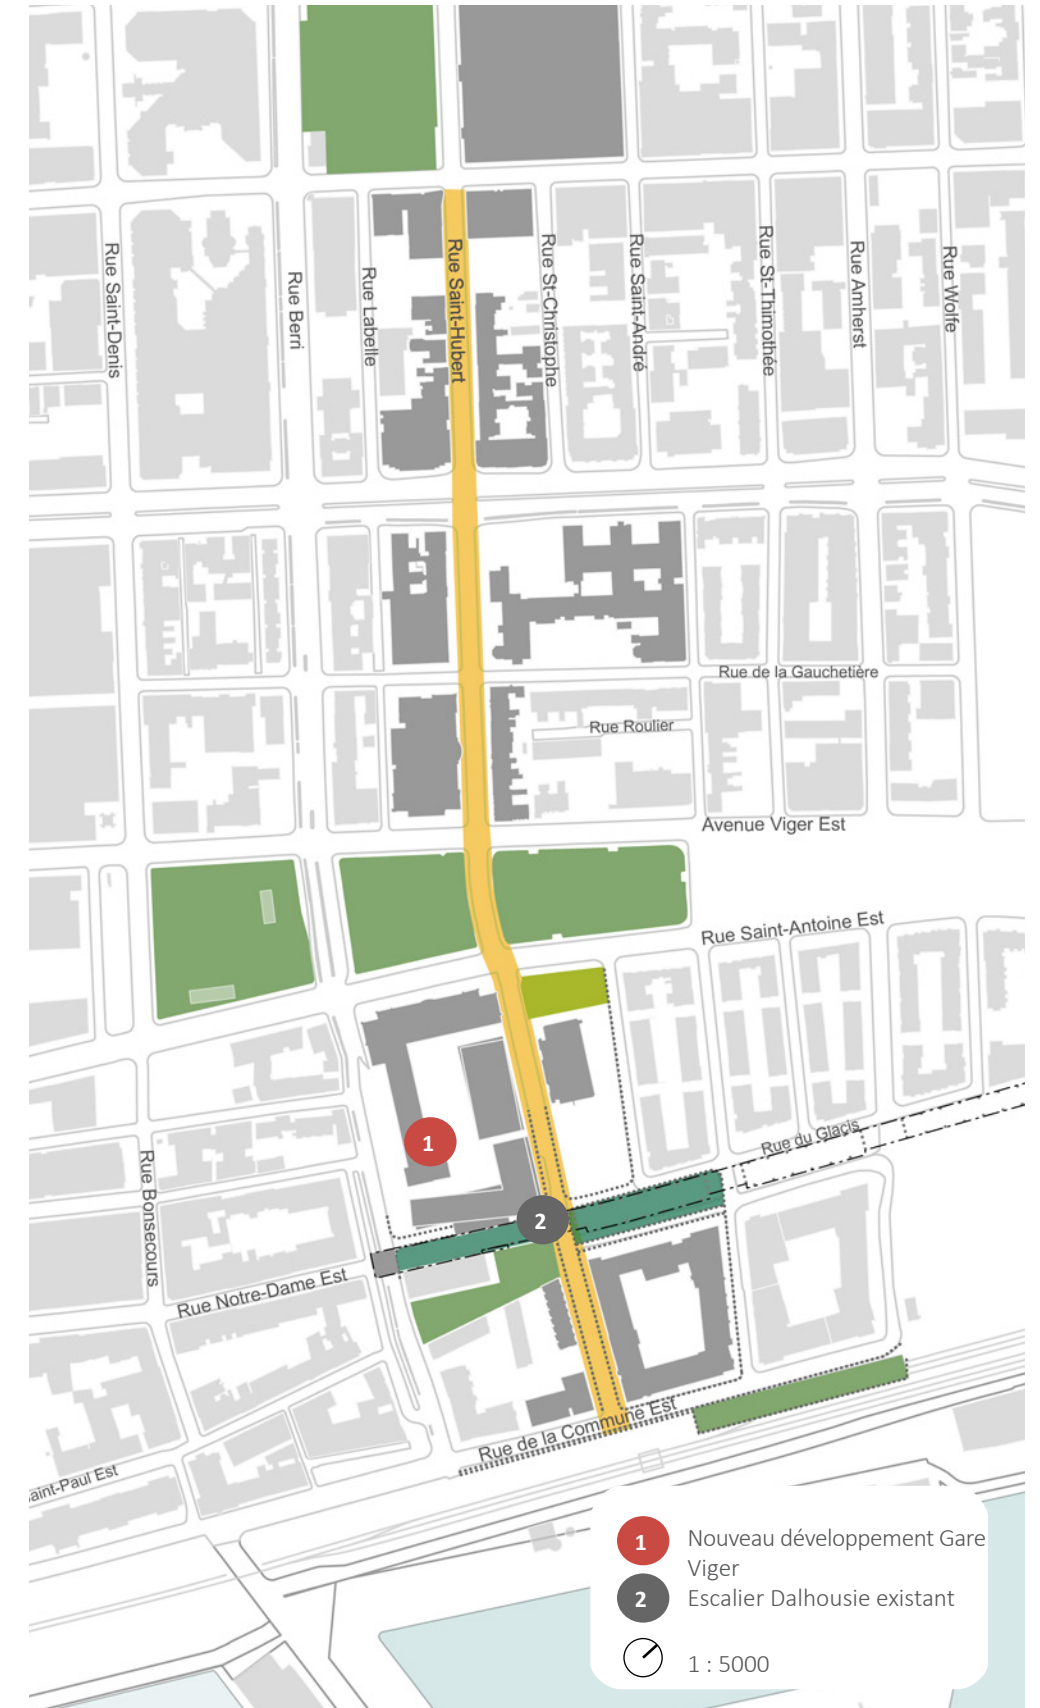 Rue Saint-Denis
Rue Berri
Rue Labelle
Rue Saint-Hubert
Rue St-Christophe
Rue Saint-André
Rue St-Thimothée
Rue Amherst
Rue Wolfe
Rue de la Gauchetière
Rue Roulier
Avenue Viger Est
Rue Saint-Antoine Est
Rue du Glacis
1
2
Rue Bonsecours
Rue Notre-Dame Est
Rue de la Commune Est
aint-Paul Est
1 Nouveau développement Gare
Viger
2 Escalier Dalhousie existant
1 : 5000